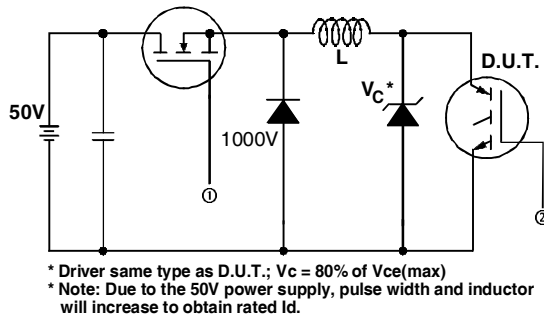 L
D.U.T.
V_C *
50V
1000V
①
②
* Driver same type as D.U.T.; Vc = 80% of Vce(max)
* Note: Due to the 50V power supply, pulse width and inductor
will increase to obtain rated Id.